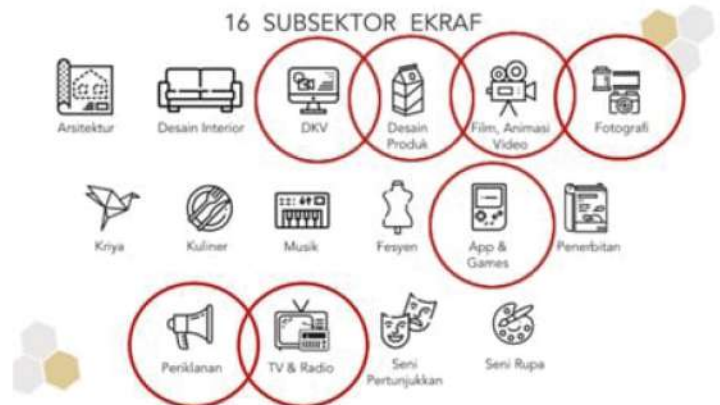 16 SUBSEKTOR EKRAF
Arsitektur
Desain Interior
DKV
Desain
Produk
Film, Animasi
Video
Fotografi
Kriya
Kuliner
Musik
Fesyen
App &
Games
Penerbitan
Periklanan
TV & Radio
Seni
Pertunjukkan
Seni Rupa